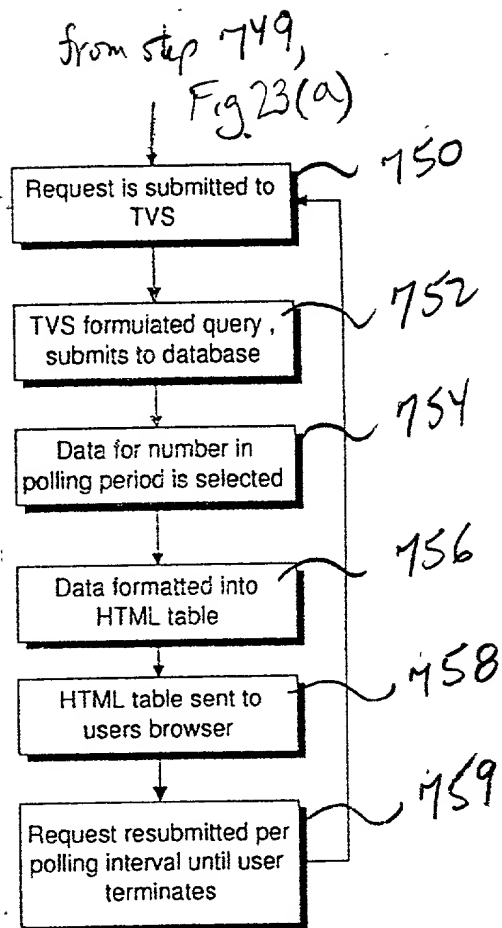 from step 749,
Fig. 23(a)
750
Request is submitted to
TVS
752
TVS formulated query ,
submits to database
754
Data for number in
polling period is selected
756
Data formatted into
HTML table
758
HTML table sent to
users browser
759
Request resubmitted per
polling interval until user
terminates